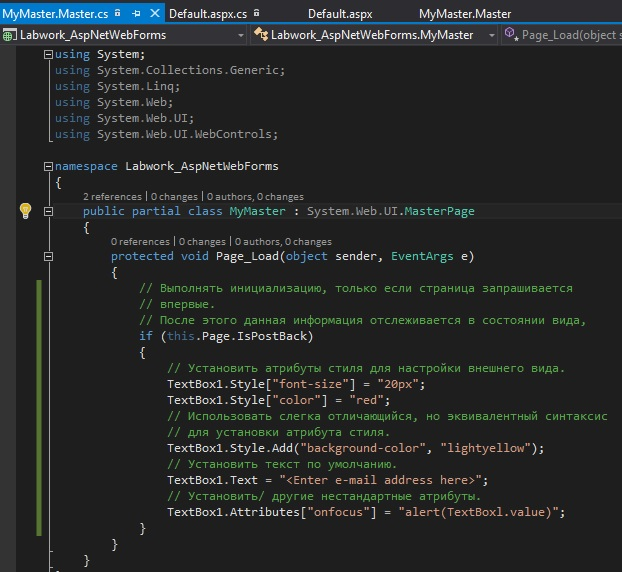 MyMaster.Master.cs Default.aspx.cs Default.aspx MyMaster.Master
Labwork_AspNetWebForms Labwork_AspNetWebForms.MyMaster Page_Load(object s
using System;
using System.Collections.Generic;
using System.Linq;
using System.Web;
using System.Web.UI;
using System.Web.UI.WebControls;
namespace Labwork_AspNetWebForms
{
2 references | 0 changes | 0 authors, 0 changes
public partial class MyMaster : System.Web.UI.MasterPage
{
0 references | 0 changes | 0 authors, 0 changes
protected void Page_Load(object sender, EventArgs e)
{
// Выполнять инициализацию, только если страница запрашивается
// впервые.
// После этого данная информация отслеживается в состоянии вида,
if (this.Page.IsPostBack)
{
// Установить атрибуты стиля для настройки внешнего вида.
TextBox1.Style["font-size"] = "20px";
TextBox1.Style["color"] = "red";
// Использовать слегка отличающийся, но эквивалентный синтаксис
// для установки атрибута стиля.
TextBox1.Style.Add("background-color", "lightyellow");
// Установить текст по умолчанию.
TextBox1.Text = "<Enter e-mail address here>";
// Установить/ другие нестандартные атрибуты.
TextBox1.Attributes["onfocus"] = "alert(TextBoxl.value)";
}
}
}